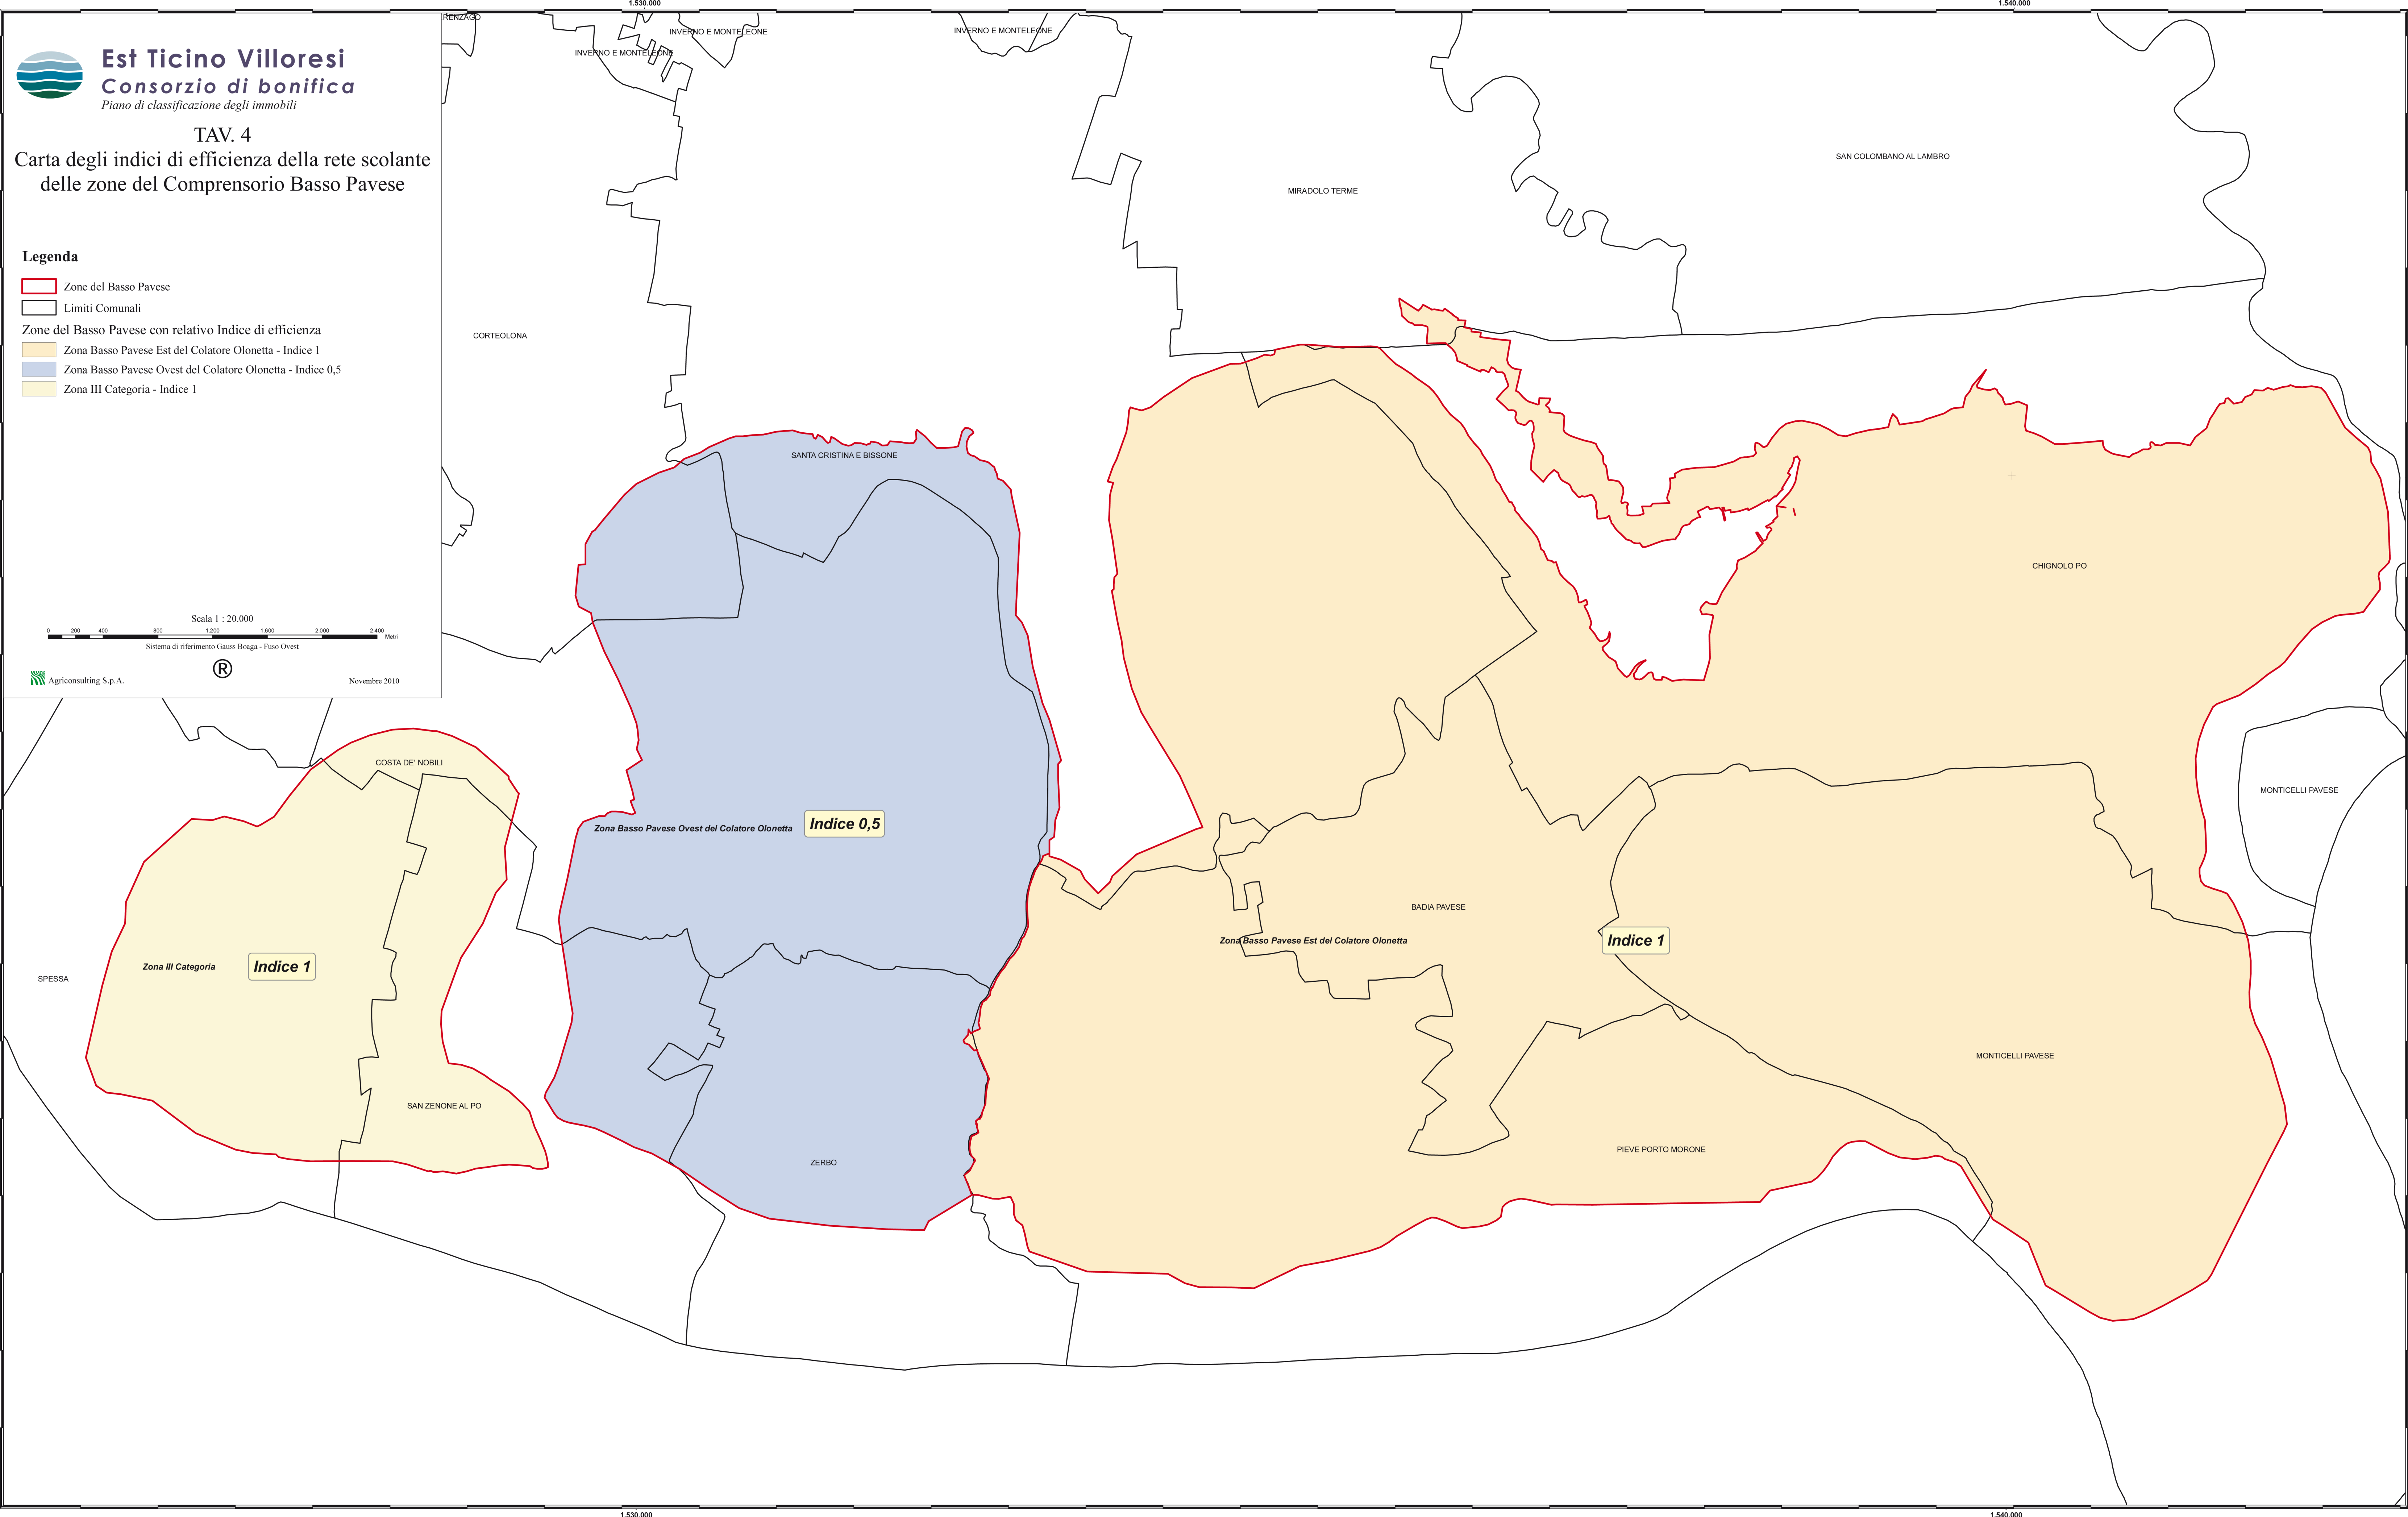 1.530.000
1.540.000
Est Ticino Villoresi
Consorzio di bonifica
Piano di classificazione degli immobili
TAV. 4
Carta degli indici di efficienza della rete scolante
delle zone del Comprensorio Basso Pavese
Legenda
Zone del Basso Pavese
Limiti Comunali
Zone del Basso Pavese con relativo Indice di efficienza
Zona Basso Pavese Est del Colatore Olonetta - Indice 1
Zona Basso Pavese Ovest del Colatore Olonetta - Indice 0,5
Zona III Categoria - Indice 1
Scala 1 : 20.000
0 200 400 800 1.200 1.600 2.000 2.400
Metri
Sistema di riferimento Gauss Boaga - Fuso Ovest
®
Agriconsulting S.p.A.
Novembre 2010
INVERNO E MONTELEONE
INVERNO E MONTELEONE
INVERNO E MONTELEONE
SAN COLOMBANO AL LAMBRO
MIRADOLO TERME
CORTEOLONA
SANTA CRISTINA E BISSONE
CHIGNOLO PO
COSTA DE' NOBILI
MONTICELLI PAVESE
Zona Basso Pavese Ovest del Colatore Olonetta
Indice 0,5
BADIA PAVESE
Zona Basso Pavese Est del Colatore Olonetta
Indice 1
Zona III Categoria
Indice 1
SPESSA
MONTICELLI PAVESE
SAN ZENONE AL PO
PIEVE PORTO MORONE
ZERBO
1.530.000
1.540.000